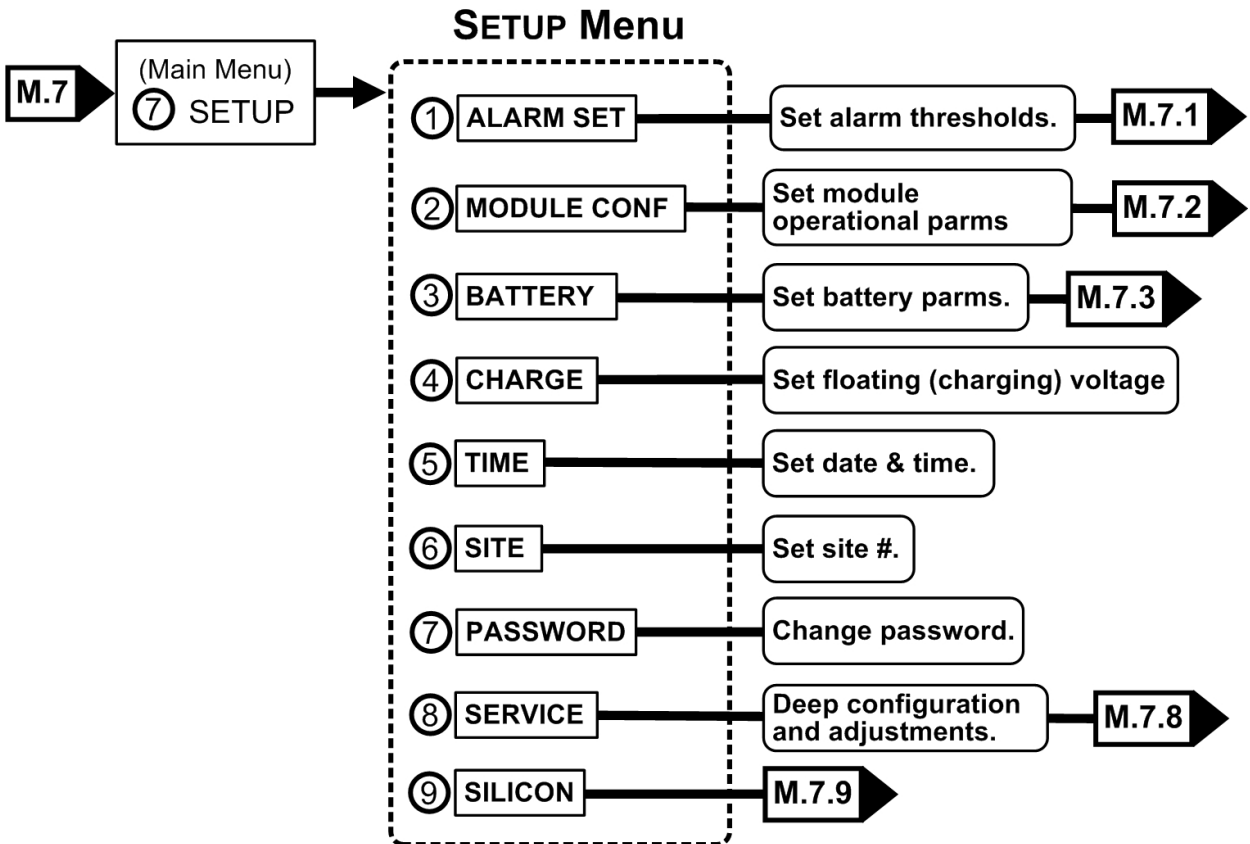 SETUP Menu
M.7
(Main Menu)
7 SETUP
1 ALARM SET Set alarm thresholds. M.7.1
2 MODULE CONF Set module
operational parms M.7.2
3 BATTERY Set battery parms. M.7.3
4 CHARGE Set floating (charging) voltage
5 TIME Set date & time.
6 SITE Set site #.
7 PASSWORD Change password.
8 SERVICE Deep configuration
and adjustments. M.7.8
9 SILICON M.7.9